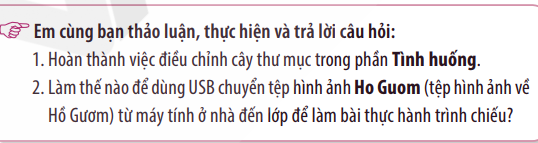 Em cùng bạn thảo luận, thực hiện và trả lời câu hỏi:
1. Hoàn thành việc điều chỉnh cây thư mục trong phần Tình huống.
2. Làm thế nào để dùng USB chuyển tệp hình ảnh Ho Guom (tệp hình ảnh về
Hồ Gươm) từ máy tính ở nhà đến lớp để làm bài thực hành trình chiếu?